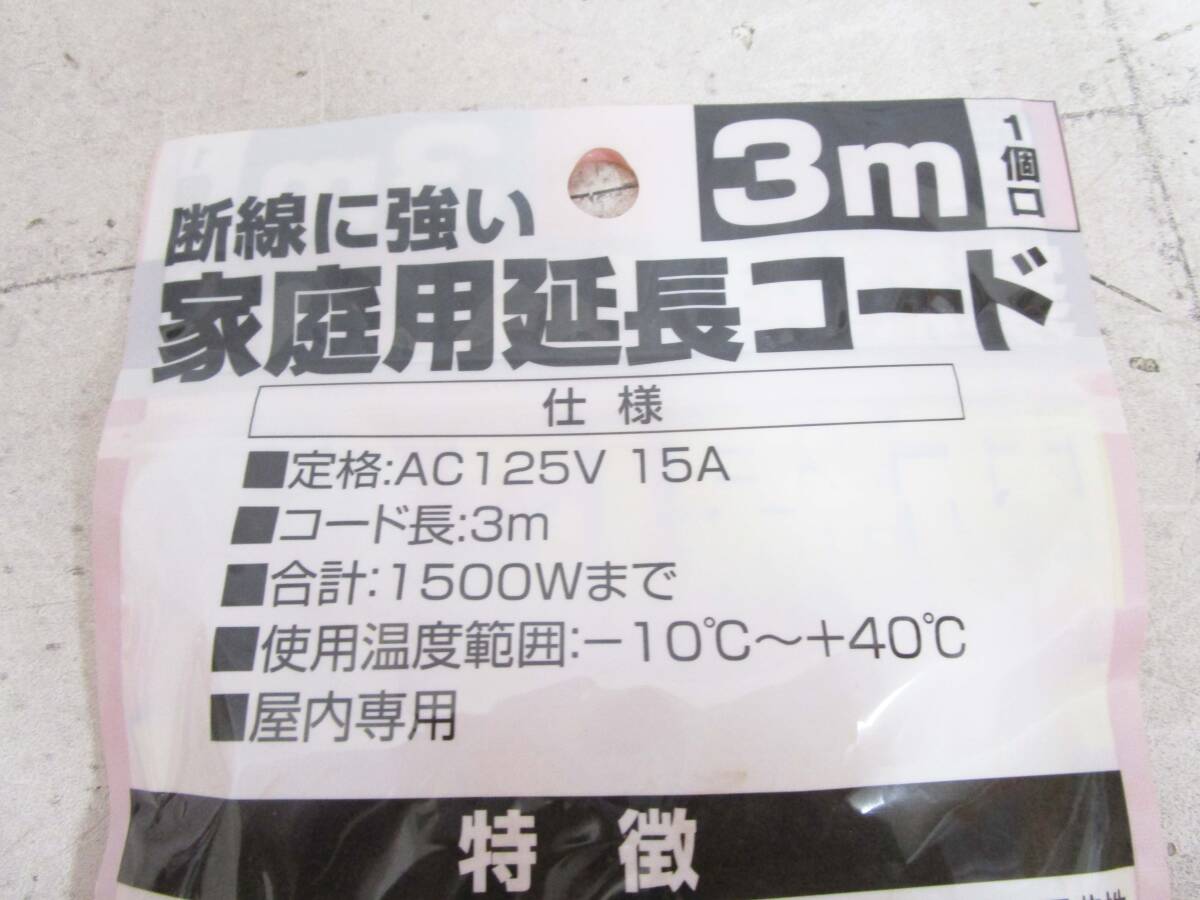 3m
1個口
断線に強い
家庭用延長コード
仕様
■定格:AC125V 15A
■コード長:3m
■合計:1500Wまで
■使用温度範囲:−10℃〜+40℃
■屋内専用
特徴